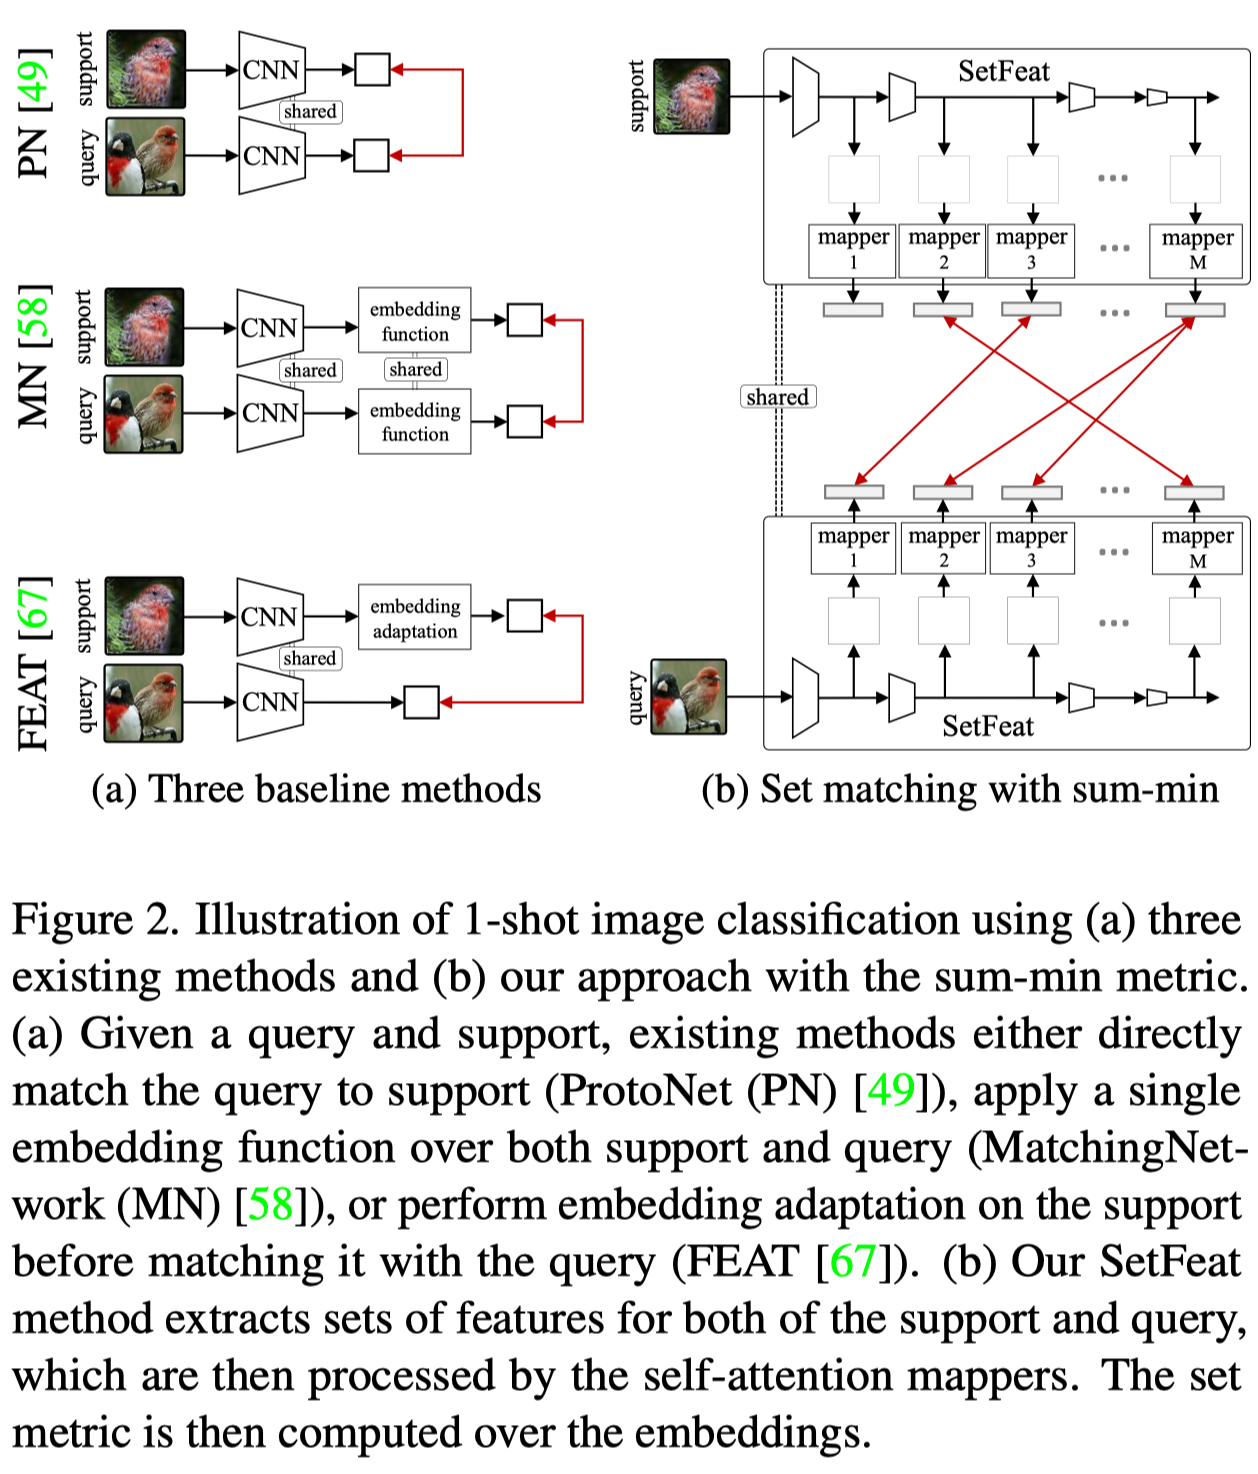 PN [49]
support
CNN
shared
query
CNN
MN [58]
support
CNN
embedding
function
shared
shared
query
CNN
embedding
function
FEAT [67]
support
CNN
embedding
adaptation
shared
query
CNN
(a) Three baseline methods
support
SetFeat
mapper
1
mapper
2
mapper
3
mapper
M
shared
mapper
1
mapper
2
mapper
3
mapper
M
query
SetFeat
(b) Set matching with sum-min
Figure 2. Illustration of 1-shot image classification using (a) three
existing methods and (b) our approach with the sum-min metric.
(a) Given a query and support, existing methods either directly
match the query to support (ProtoNet (PN) [49]), apply a single
embedding function over both support and query (MatchingNet-
work (MN) [58]), or perform embedding adaptation on the support
before matching it with the query (FEAT [67]). (b) Our SetFeat
method extracts sets of features for both of the support and query,
which are then processed by the self-attention mappers. The set
metric is then computed over the embeddings.